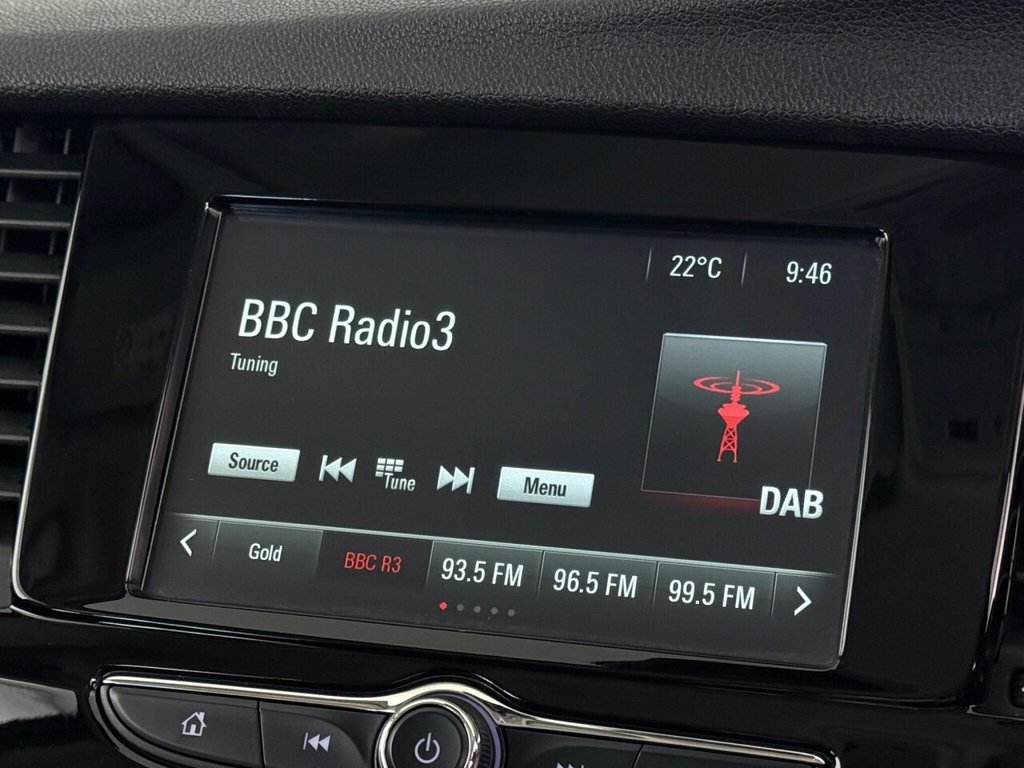 22°C 9:46
BBC Radio3
Tuning
Source Tune Menu
DAB
Gold BBC R3 93.5 FM 96.5 FM 99.5 FM